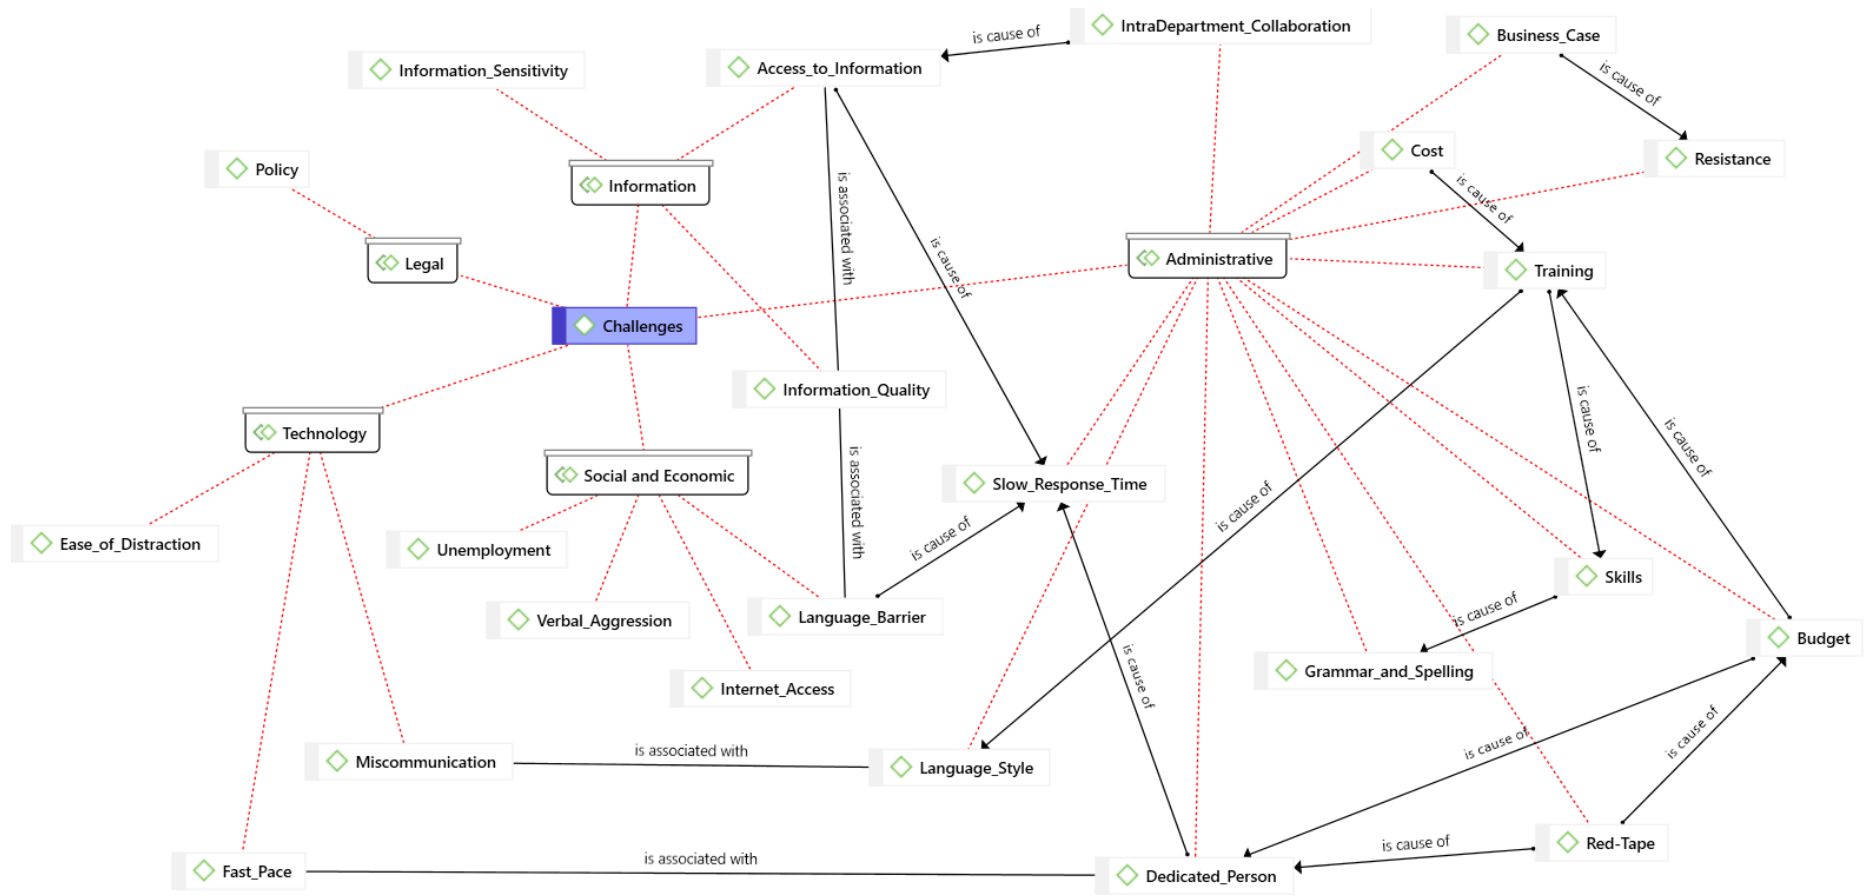 IntraDepartment_Collaboration
is cause of
Business_Case
Information_Sensitivity
Access_to_Information
is cause of
Cost
Resistance
Policy
Information
is cause of
is associated with
Legal
is cause of
Administrative
Training
Challenges
Information_Quality
is cause of
is cause of
Technology
Social and Economic
is associated with
Slow_Response_Time
is cause of
Ease_of_Distraction
Unemployment
is cause of
Skills
Verbal_Aggression
Language_Barrier
is cause of
Budget
Internet_Access
is cause of
Grammar_and_Spelling
Miscommunication
is associated with
Language_Style
is cause of
is cause of
Fast_Pace
is associated with
Dedicated_Person
is cause of
Red-Tape